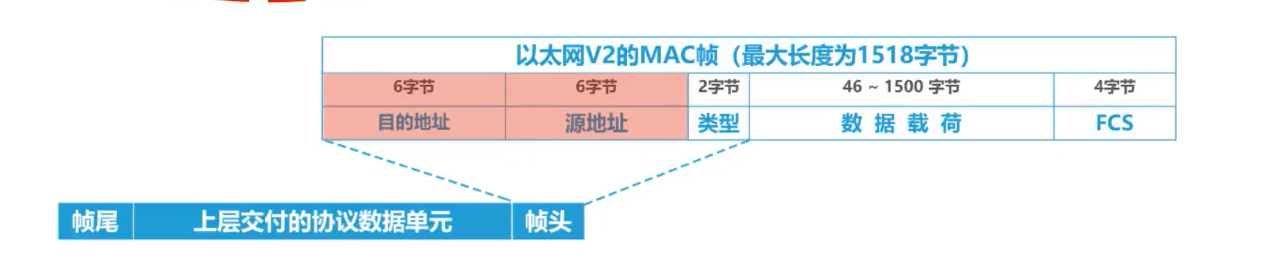 以太网V2的MAC帧（最大长度为1518字节）
6字节 6字节 2字节 46 ~ 1500 字节 4字节
目的地址 源地址 类型 数 据 载 荷 FCS
帧尾 上层交付的协议数据单元 帧头